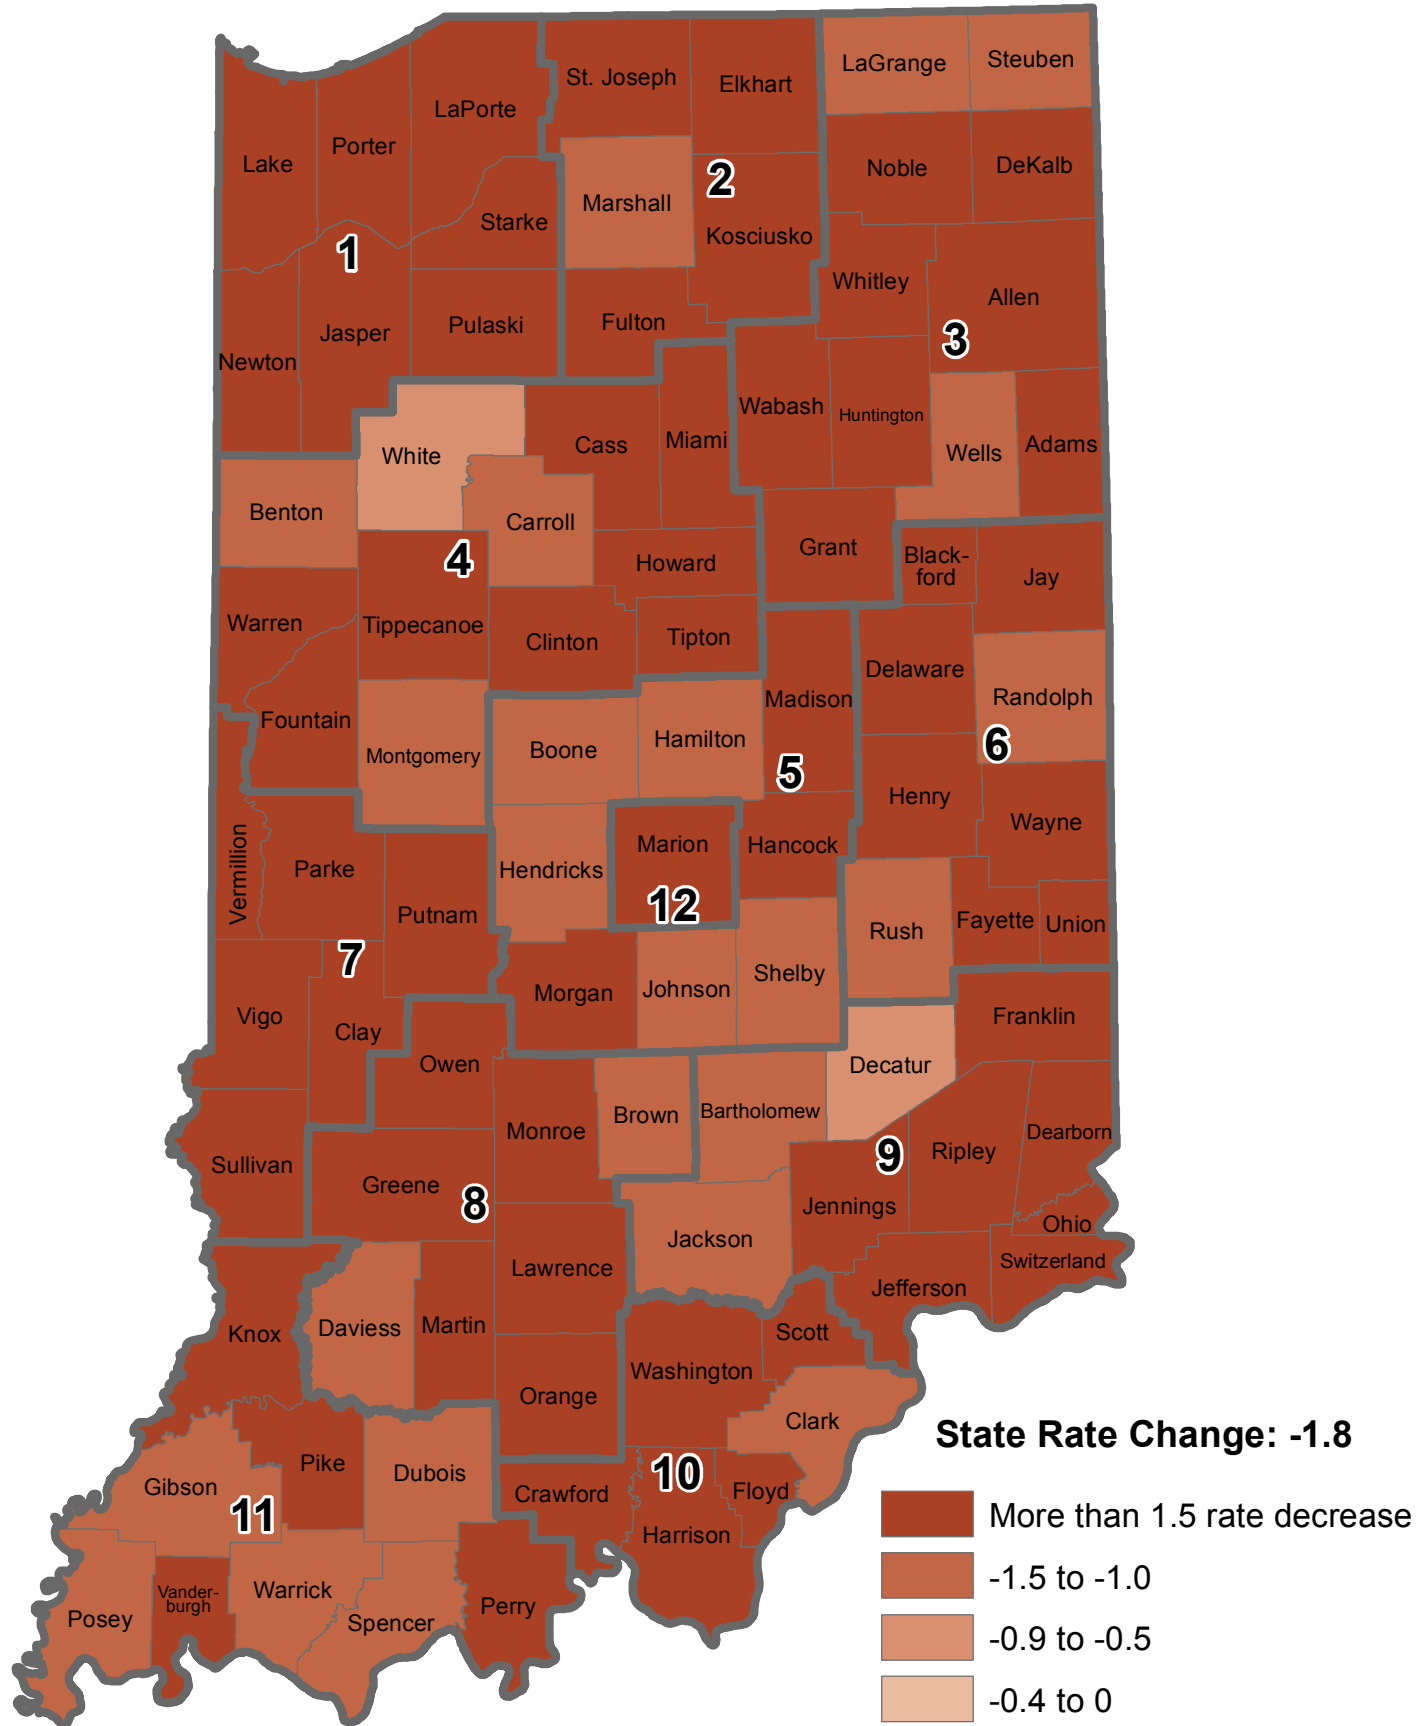 LaGrange
Steuben
St. Joseph
Elkhart
LaPorte
Porter
Lake
Noble
DeKalb
2
Marshall
Starke
Kosciusko
1
Whitley
Allen
Fulton
Pulaski
Jasper
3
Newton
Wabash
Huntington
Miami
Cass
Adams
Wells
White
Benton
Carroll
Grant
4
Howard
Black-
ford
Jay
Warren
Tippecanoe
Clinton
Tipton
Delaware
Randolph
Madison
Fountain
Hamilton
6
Boone
Montgomery
5
Henry
Wayne
Marion
Hancock
Vermillion
Parke
Hendricks
12
Putnam
Fayette
Union
Rush
7
Shelby
Johnson
Morgan
Vigo
Franklin
Clay
Owen
Decatur
Bartholomew
Brown
Monroe
Dearborn
Ripley
9
Sullivan
Greene
8
Jennings
Ohio
Jackson
Switzerland
Lawrence
Jefferson
Knox
Daviess
Martin
Scott
Washington
Orange
Clark
State Rate Change: -1.8
Pike
Dubois
10
Gibson
Crawford
Floyd
11
Harrison
More than 1.5 rate decrease
-1.5 to -1.0
Vander-
burgh
Warrick
Perry
Posey
Spencer
-0.9 to -0.5
-0.4 to 0